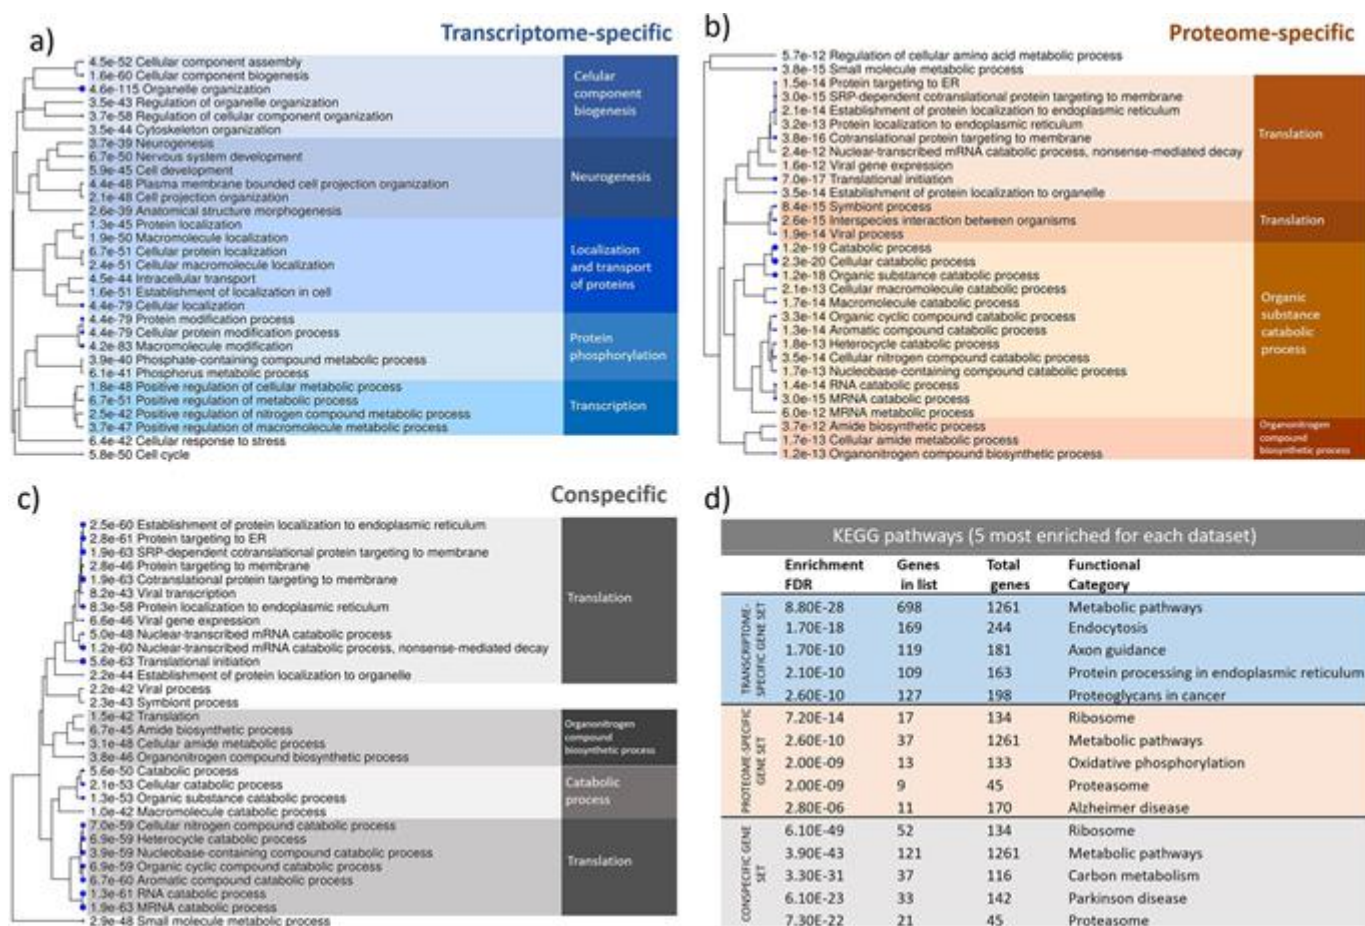 a)
Transcriptome-specific
4.5e-52 Cellular component assembly
1.6e-60 Cellular component biogenesis
4.6e-115 Organelle organization
3.5e-43 Regulation of organelle organization
3.7e-58 Regulation of cellular component organization
3.5e-44 Cytoskeleton organization
Celular
component
biogenesis
3.7e-39 Neurogenesis
6.7e-50 Nervous system development
5.9e-45 Cell development
4.4e-48 Plasma membrane bounded cell projection organization
2.1e-48 Cell projection organization
2.6e-39 Anatomical structure morphogenesis
Neurogenesis
1.3e-45 Protein localization
1.9e-50 Macromolecule localization
6.7e-51 Cellular protein localization
2.4e-51 Cellular macromolecule localization
4.5e-44 Intracellular transport
1.6e-51 Establishment of localization in cell
4.4e-79 Cellular localization
Localization
and transport
of proteins
4.4e-79 Protein modification process
4.4e-79 Cellular protein modification process
4.2e-83 Macromolecule modification
3.9e-40 Phosphate-containing compound metabolic process
6.1e-41 Phosphorus metabolic process
Protein
phosphorylation
1.8e-48 Positive regulation of cellular metabolic process
6.7e-51 Positive regulation of metabolic process
2.5e-42 Positive regulation of nitrogen compound metabolic process
3.7e-47 Positive regulation of macromolecule metabolic process
Transcription
6.4e-42 Cellular response to stress
5.8e-50 Cell cycle
b)
Proteome-specific
5.7e-12 Regulation of cellular amino acid metabolic process
3.8e-15 Small molecule metabolic process
1.5e-14 Protein targeting to ER
3.0e-15 SRP-dependent cotranslational protein targeting to membrane
2.1e-14 Establishment of protein localization to endoplasmic reticulum
3.2e-13 Protein localization to endoplasmic reticulum
3.8e-16 Cotranslational protein targeting to membrane
2.4e-12 Nuclear-transcribed mRNA catabolic process, nonsense-mediated decay
1.6e-12 Viral gene expression
7.0e-17 Translational initiation
3.5e-14 Establishment of protein localization to organelle
Translation
8.4e-15 Symbiont process
2.6e-15 Interspecies interaction between organisms
1.9e-14 Viral process
Translation
1.2e-19 Catabolic process
2.3e-20 Cellular catabolic process
1.2e-18 Organic substance catabolic process
2.1e-13 Cellular macromolecule catabolic process
1.7e-14 Macromolecule catabolic process
3.3e-14 Organic cyclic compound catabolic process
1.3e-14 Aromatic compound catabolic process
1.8e-13 Heterocycle catabolic process
3.5e-14 Cellular nitrogen compound catabolic process
1.7e-13 Nucleobase-containing compound catabolic process
1.4e-14 RNA catabolic process
3.0e-15 MRNA catabolic process
6.0e-12 MRNA metabolic process
Organic
substance
catabolic
process
3.7e-12 Amide biosynthetic process
1.7e-13 Cellular amide metabolic process
1.2e-13 Organonitrogen compound biosynthetic process
Organonitrogen
compound
biosynthetic process
c)
Conspecific
2.5e-60 Establishment of protein localization to endoplasmic reticulum
2.8e-61 Protein targeting to ER
1.9e-63 SRP-dependent cotranslational protein targeting to membrane
2.8e-46 Protein targeting to membrane
1.9e-63 Cotranslational protein targeting to membrane
8.2e-43 Viral transcription
8.3e-58 Protein localization to endoplasmic reticulum
6.6e-46 Viral gene expression
5.0e-48 Nuclear-transcribed mRNA catabolic process
1.2e-60 Nuclear-transcribed mRNA catabolic process, nonsense-mediated decay
5.6e-63 Translational initiation
2.2e-44 Establishment of protein localization to organelle
Translation
2.2e-42 Viral process
2.3e-43 Symbiont process
1.5e-42 Translation
6.7e-45 Amide biosynthetic process
3.1e-48 Cellular amide metabolic process
3.8e-46 Organonitrogen compound biosynthetic process
Organonitrogen
compound
biosynthetic process
5.6e-50 Catabolic process
2.1e-53 Cellular catabolic process
1.3e-53 Organic substance catabolic process
1.0e-42 Macromolecule catabolic process
Catabolic
process
7.0e-59 Cellular nitrogen compound catabolic process
6.9e-59 Heterocycle catabolic process
3.9e-59 Nucleobase-containing compound catabolic process
6.9e-59 Organic cyclic compound catabolic process
6.7e-60 Aromatic compound catabolic process
1.3e-61 RNA catabolic process
1.9e-63 MRNA catabolic process
Translation
2.9e-48 Small molecule metabolic process
d)
KEGG pathways (5 most enriched for each dataset)
Enrichment Genes Total Functional
FDR in list genes Category
TRANSCRIPTOME-
SPECIFIC GENE SET
8.80E-28 698 1261 Metabolic pathways
1.70E-18 169 244 Endocytosis
1.70E-10 119 181 Axon guidance
2.10E-10 109 163 Protein processing in endoplasmic reticulum
2.60E-10 127 198 Proteoglycans in cancer
PROTEOME-SPECIFIC
GENE SET
7.20E-14 17 134 Ribosome
2.60E-10 37 1261 Metabolic pathways
2.00E-09 13 133 Oxidative phosphorylation
2.00E-09 9 45 Proteasome
2.80E-06 11 170 Alzheimer disease
CONSPECIFIC GENE
SET
6.10E-49 52 134 Ribosome
3.90E-43 121 1261 Metabolic pathways
3.30E-31 37 116 Carbon metabolism
6.10E-23 33 142 Parkinson disease
7.30E-22 21 45 Proteasome